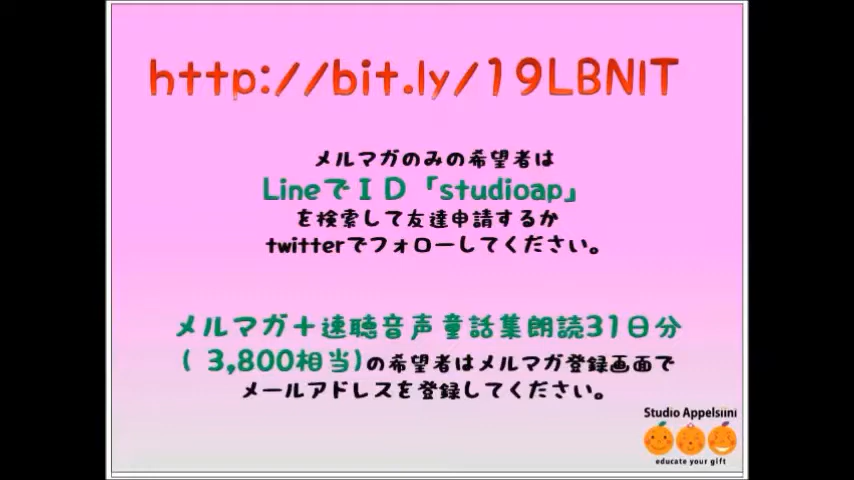 http://bit.ly/19LBNIT
メルマガのみの希望者は
LineでＩＤ「studioap」
を検索して友達申請するか
twitterでフォローしてください。
メルマガ＋速聴音声童話集朗読31日分
( 3,800相当)の希望者はメルマガ登録画面で
メールアドレスを登録してください。
Studio Appelsiini
educate your gift